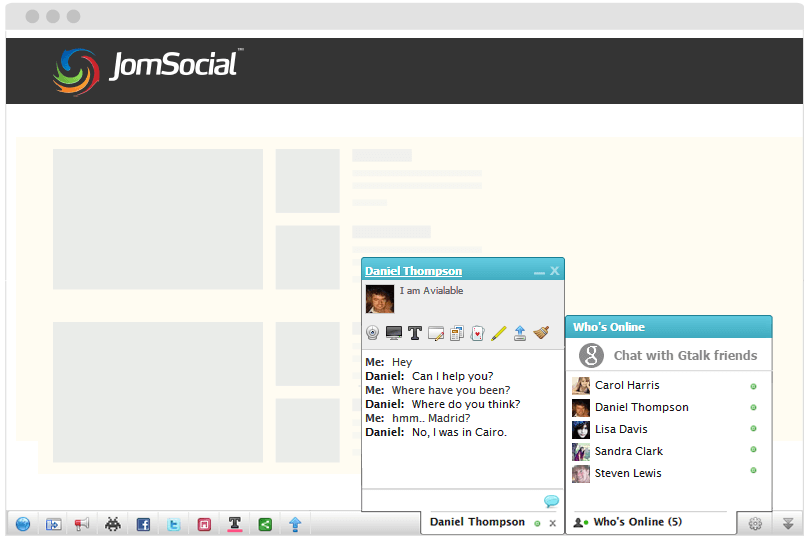 JomSocial™
Daniel Thompson
I am Avialable
Me: Hey
Daniel: Can I help you?
Me: Where have you been?
Daniel: Where do you think?
Me: hmm.. Madrid?
Daniel: No, I was in Cairo.
Who's Online
g Chat with Gtalk friends
Carol Harris
Daniel Thompson
Lisa Davis
Sandra Clark
Steven Lewis
Daniel Thompson x
Who's Online (5)